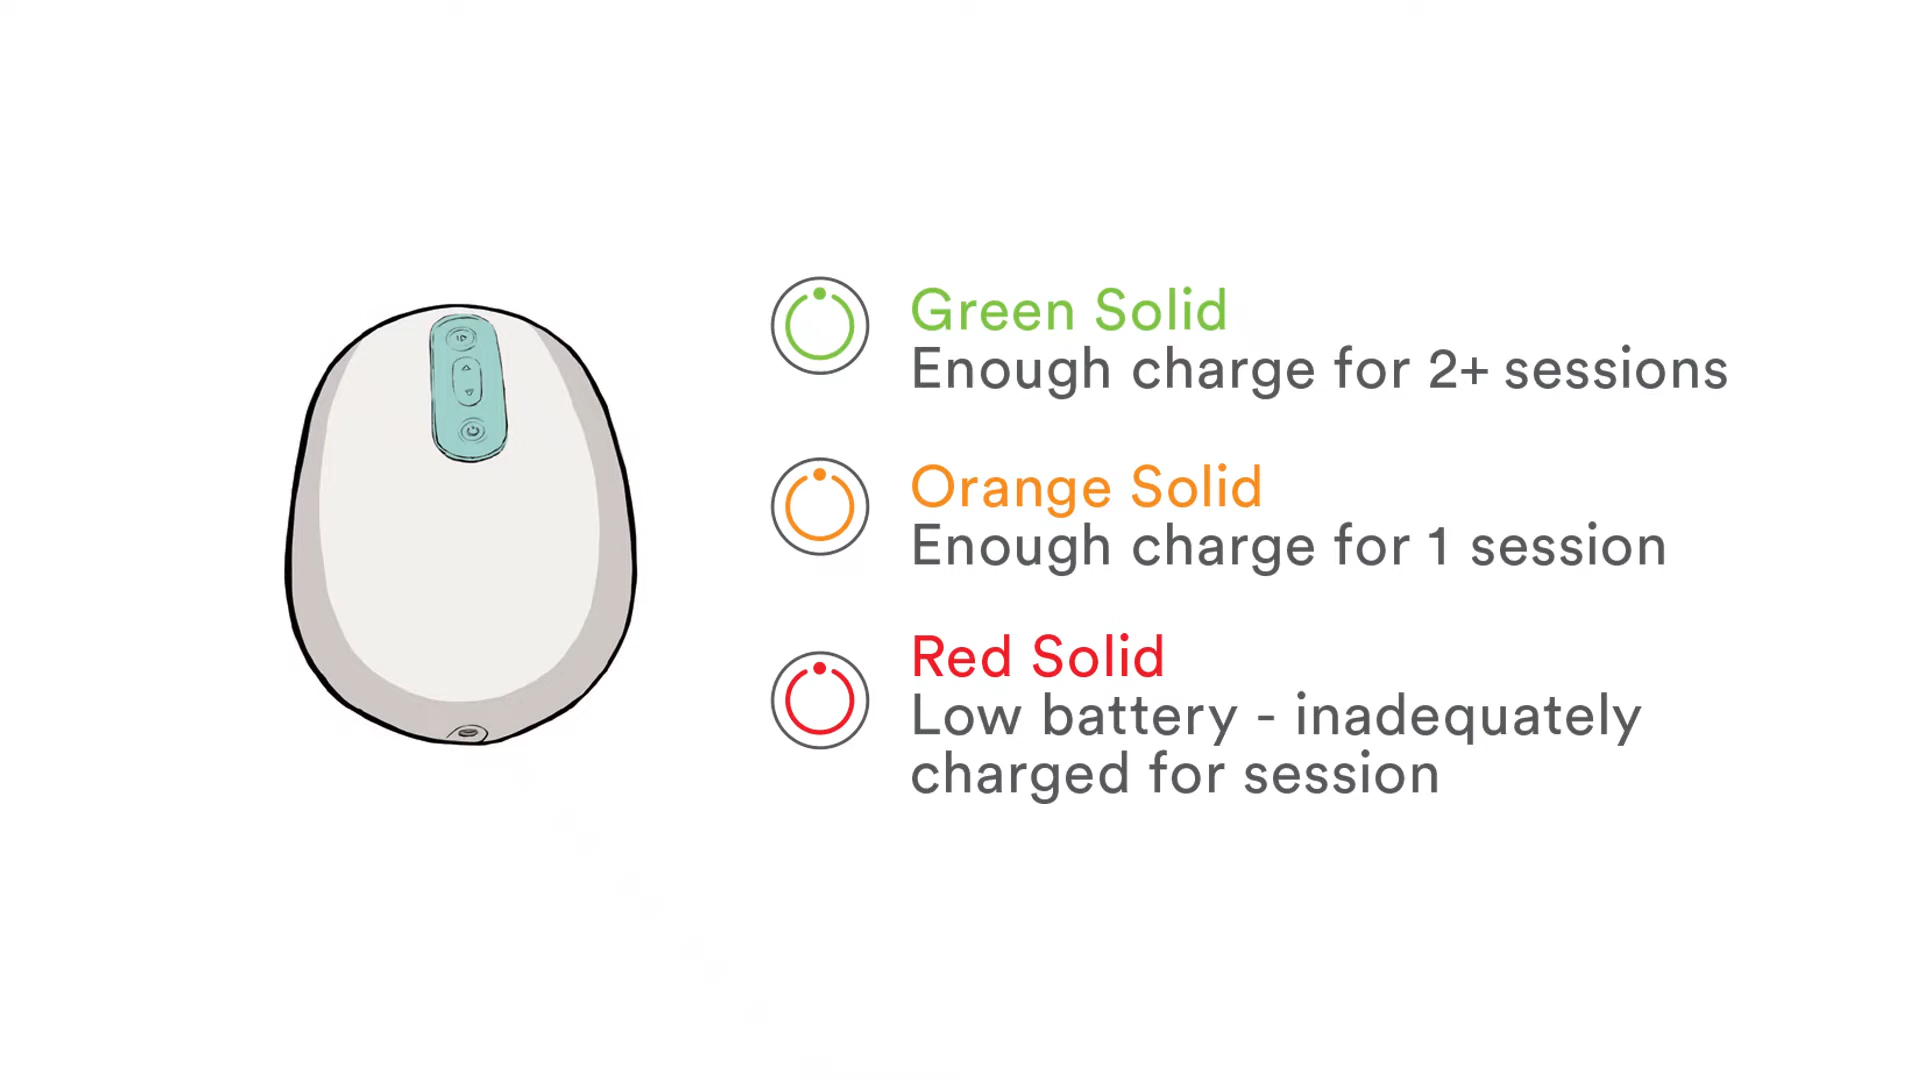 Green Solid
Enough charge for 2+ sessions
Orange Solid
Enough charge for 1 session
Red Solid
Low battery - inadequately
charged for session